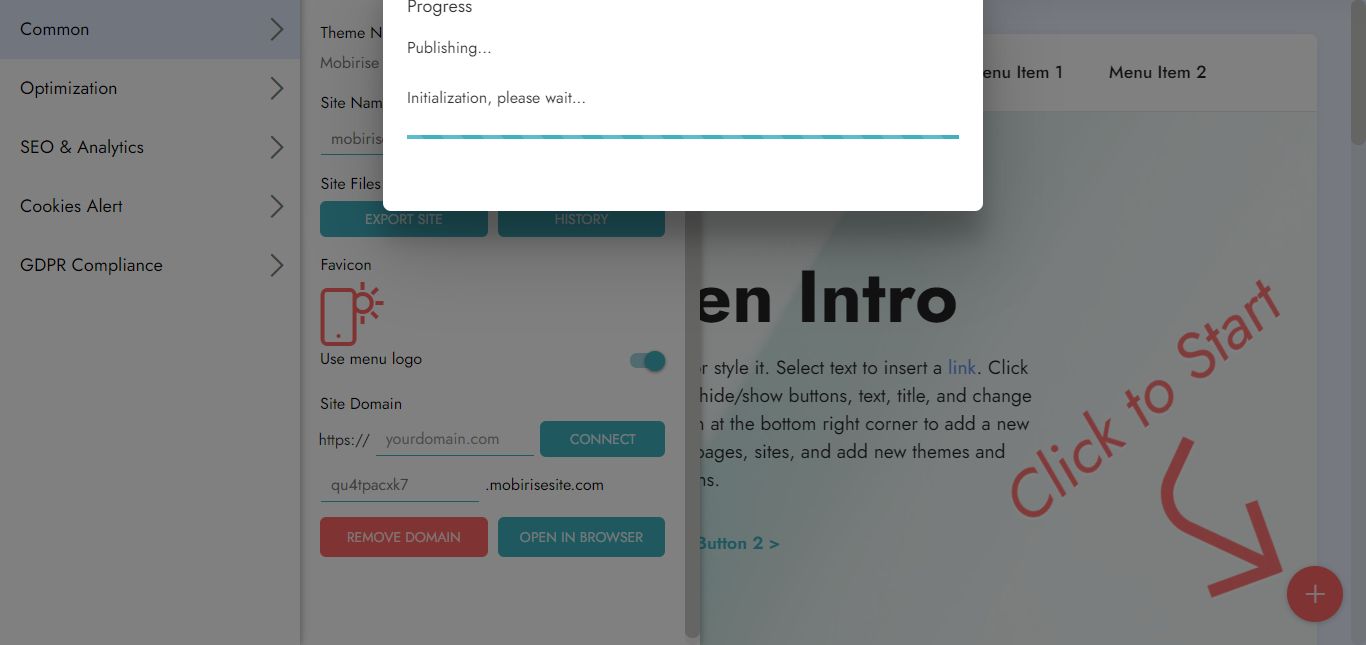 Progress
Publishing...
Initialization, please wait...
Common
Optimization
SEO & Analytics
Cookies Alert
GDPR Compliance
Theme N
Mobirise
Site Nam
mobiris
Site Files
EXPORT SITE
HISTORY
Favicon
Use menu logo
Site Domain
https://
yourdomain.com
CONNECT
qu4tpacxk7
.mobirisesite.com
REMOVE DOMAIN
OPEN IN BROWSER
enu Item 1
Menu Item 2
en Intro
r style it. Select text to insert a link. Click
hide/show buttons, text, title, and change
n at the bottom right corner to add a new
pages, sites, and add new themes and
ns.
Button 2 >
Click to Start